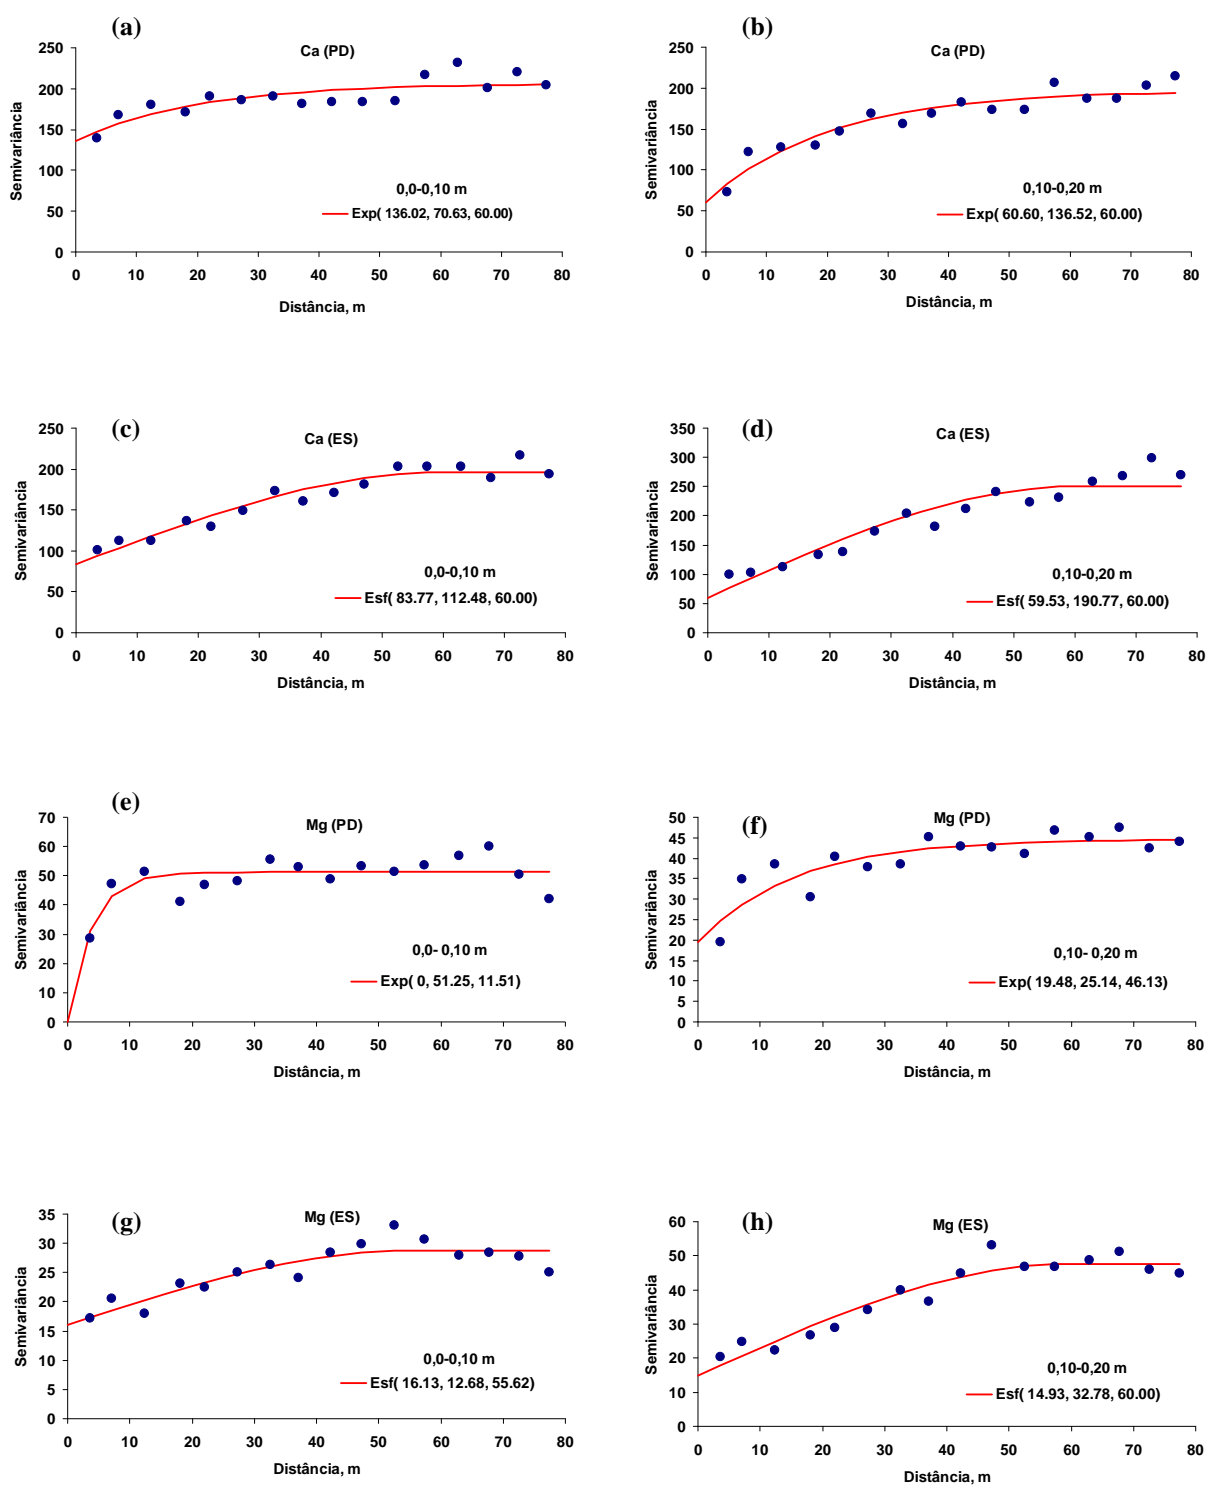 (a)
Ca (PD)
250
200
150
100
50
0
Semivariância
0,0-0,10 m
Exp( 136.02, 70.63, 60.00)
0 10 20 30 40 50 60 70 80
Distância, m
(b)
Ca (PD)
250
200
150
100
50
0
Semivariância
0,10-0,20 m
Exp( 60.60, 136.52, 60.00)
0 10 20 30 40 50 60 70 80
Distância, m
(c)
Ca (ES)
250
200
150
100
50
0
Semivariância
0,0-0,10 m
Esf( 83.77, 112.48, 60.00)
0 10 20 30 40 50 60 70 80
Distância, m
(d)
Ca (ES)
350
300
250
200
150
100
50
0
Semivariância
0,10-0,20 m
Esf( 59.53, 190.77, 60.00)
0 10 20 30 40 50 60 70 80
Distância, m
(e)
Mg (PD)
70
60
50
40
30
20
10
0
Semivariância
0,0- 0,10 m
Exp( 0, 51.25, 11.51)
0 10 20 30 40 50 60 70 80
Distância, m
(f)
Mg (PD)
50
45
40
35
30
25
20
15
10
5
0
Semivariância
0,10- 0,20 m
Exp( 19.48, 25.14, 46.13)
0 10 20 30 40 50 60 70 80
Distância, m
(g)
Mg (ES)
35
30
25
20
15
10
5
0
Semivariância
0,0-0,10 m
Esf( 16.13, 12.68, 55.62)
0 10 20 30 40 50 60 70 80
Distância, m
(h)
Mg (ES)
60
50
40
30
20
10
0
Semivariância
0,10-0,20 m
Esf( 14.93, 32.78, 60.00)
0 10 20 30 40 50 60 70 80
Distância, m